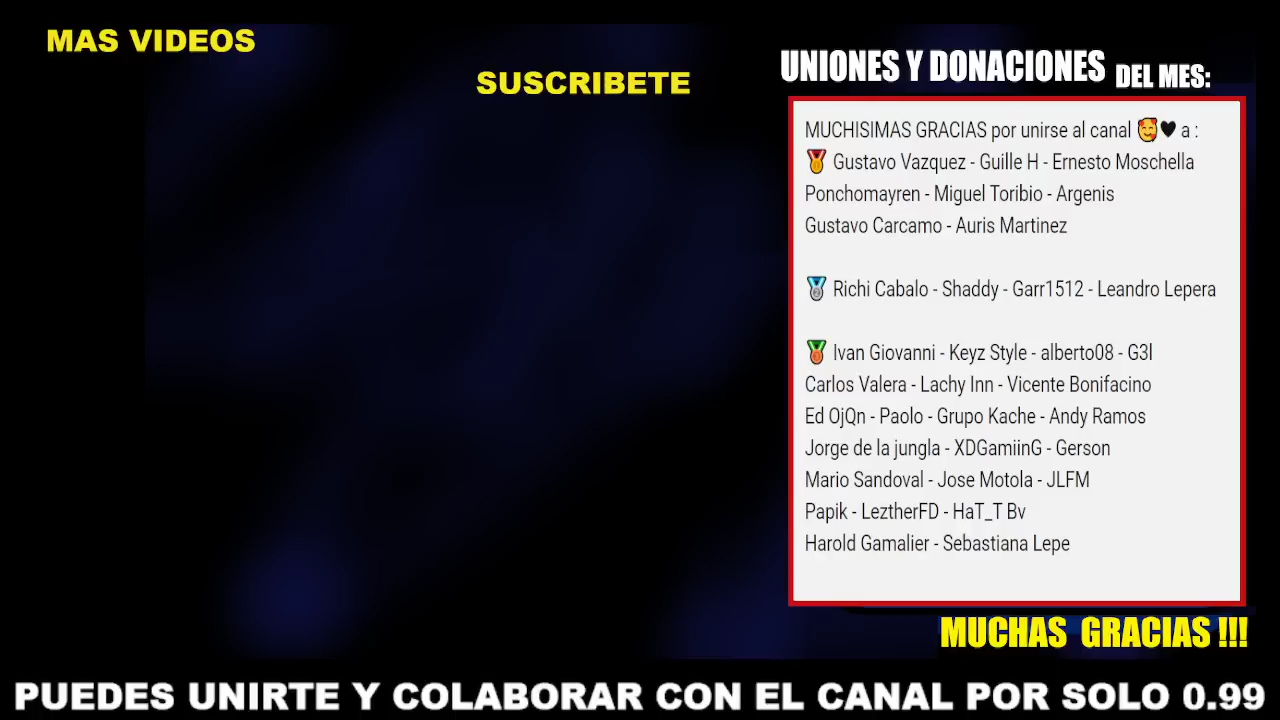 MAS VIDEOS
SUSCRIBETE
UNIONES Y DONACIONES DEL MES:
MUCHISIMAS GRACIAS por unirse al canal 🥰🖤 a :
🥇 Gustavo Vazquez - Guille H - Ernesto Moschella
Ponchomayren - Miguel Toribio - Argenis
Gustavo Carcamo - Auris Martinez
🥈 Richi Cabalo - Shaddy - Garr1512 - Leandro Lepera
🥉 Ivan Giovanni - Keyz Style - alberto08 - G3l
Carlos Valera - Lachy Inn - Vicente Bonifacino
Ed OjQn - Paolo - Grupo Kache - Andy Ramos
Jorge de la jungla - XDGamiinG - Gerson
Mario Sandoval - Jose Motola - JLFM
Papik - LeztherFD - HaT_T Bv
Harold Gamalier - Sebastiana Lepe
MUCHAS GRACIAS !!!
PUEDES UNIRTE Y COLABORAR CON EL CANAL POR SOLO 0.99